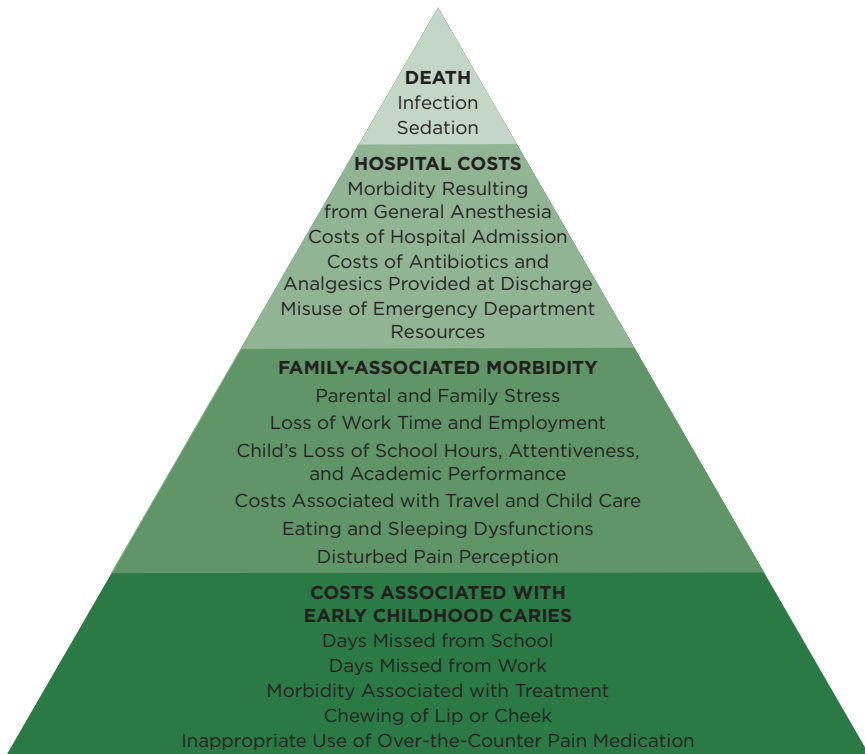 DEATH
Infection
Sedation
HOSPITAL COSTS
Morbidity Resulting
from General Anesthesia
Costs of Hospital Admission
Costs of Antibiotics and
Analgesics Provided at Discharge
Misuse of Emergency Department
Resources
FAMILY-ASSOCIATED MORBIDITY
Parental and Family Stress
Loss of Work Time and Employment
Child’s Loss of School Hours, Attentiveness,
and Academic Performance
Costs Associated with Travel and Child Care
Eating and Sleeping Dysfunctions
Disturbed Pain Perception
COSTS ASSOCIATED WITH
EARLY CHILDHOOD CARIES
Days Missed from School
Days Missed from Work
Morbidity Associated with Treatment
Chewing of Lip or Cheek
Inappropriate Use of Over-the-Counter Pain Medication